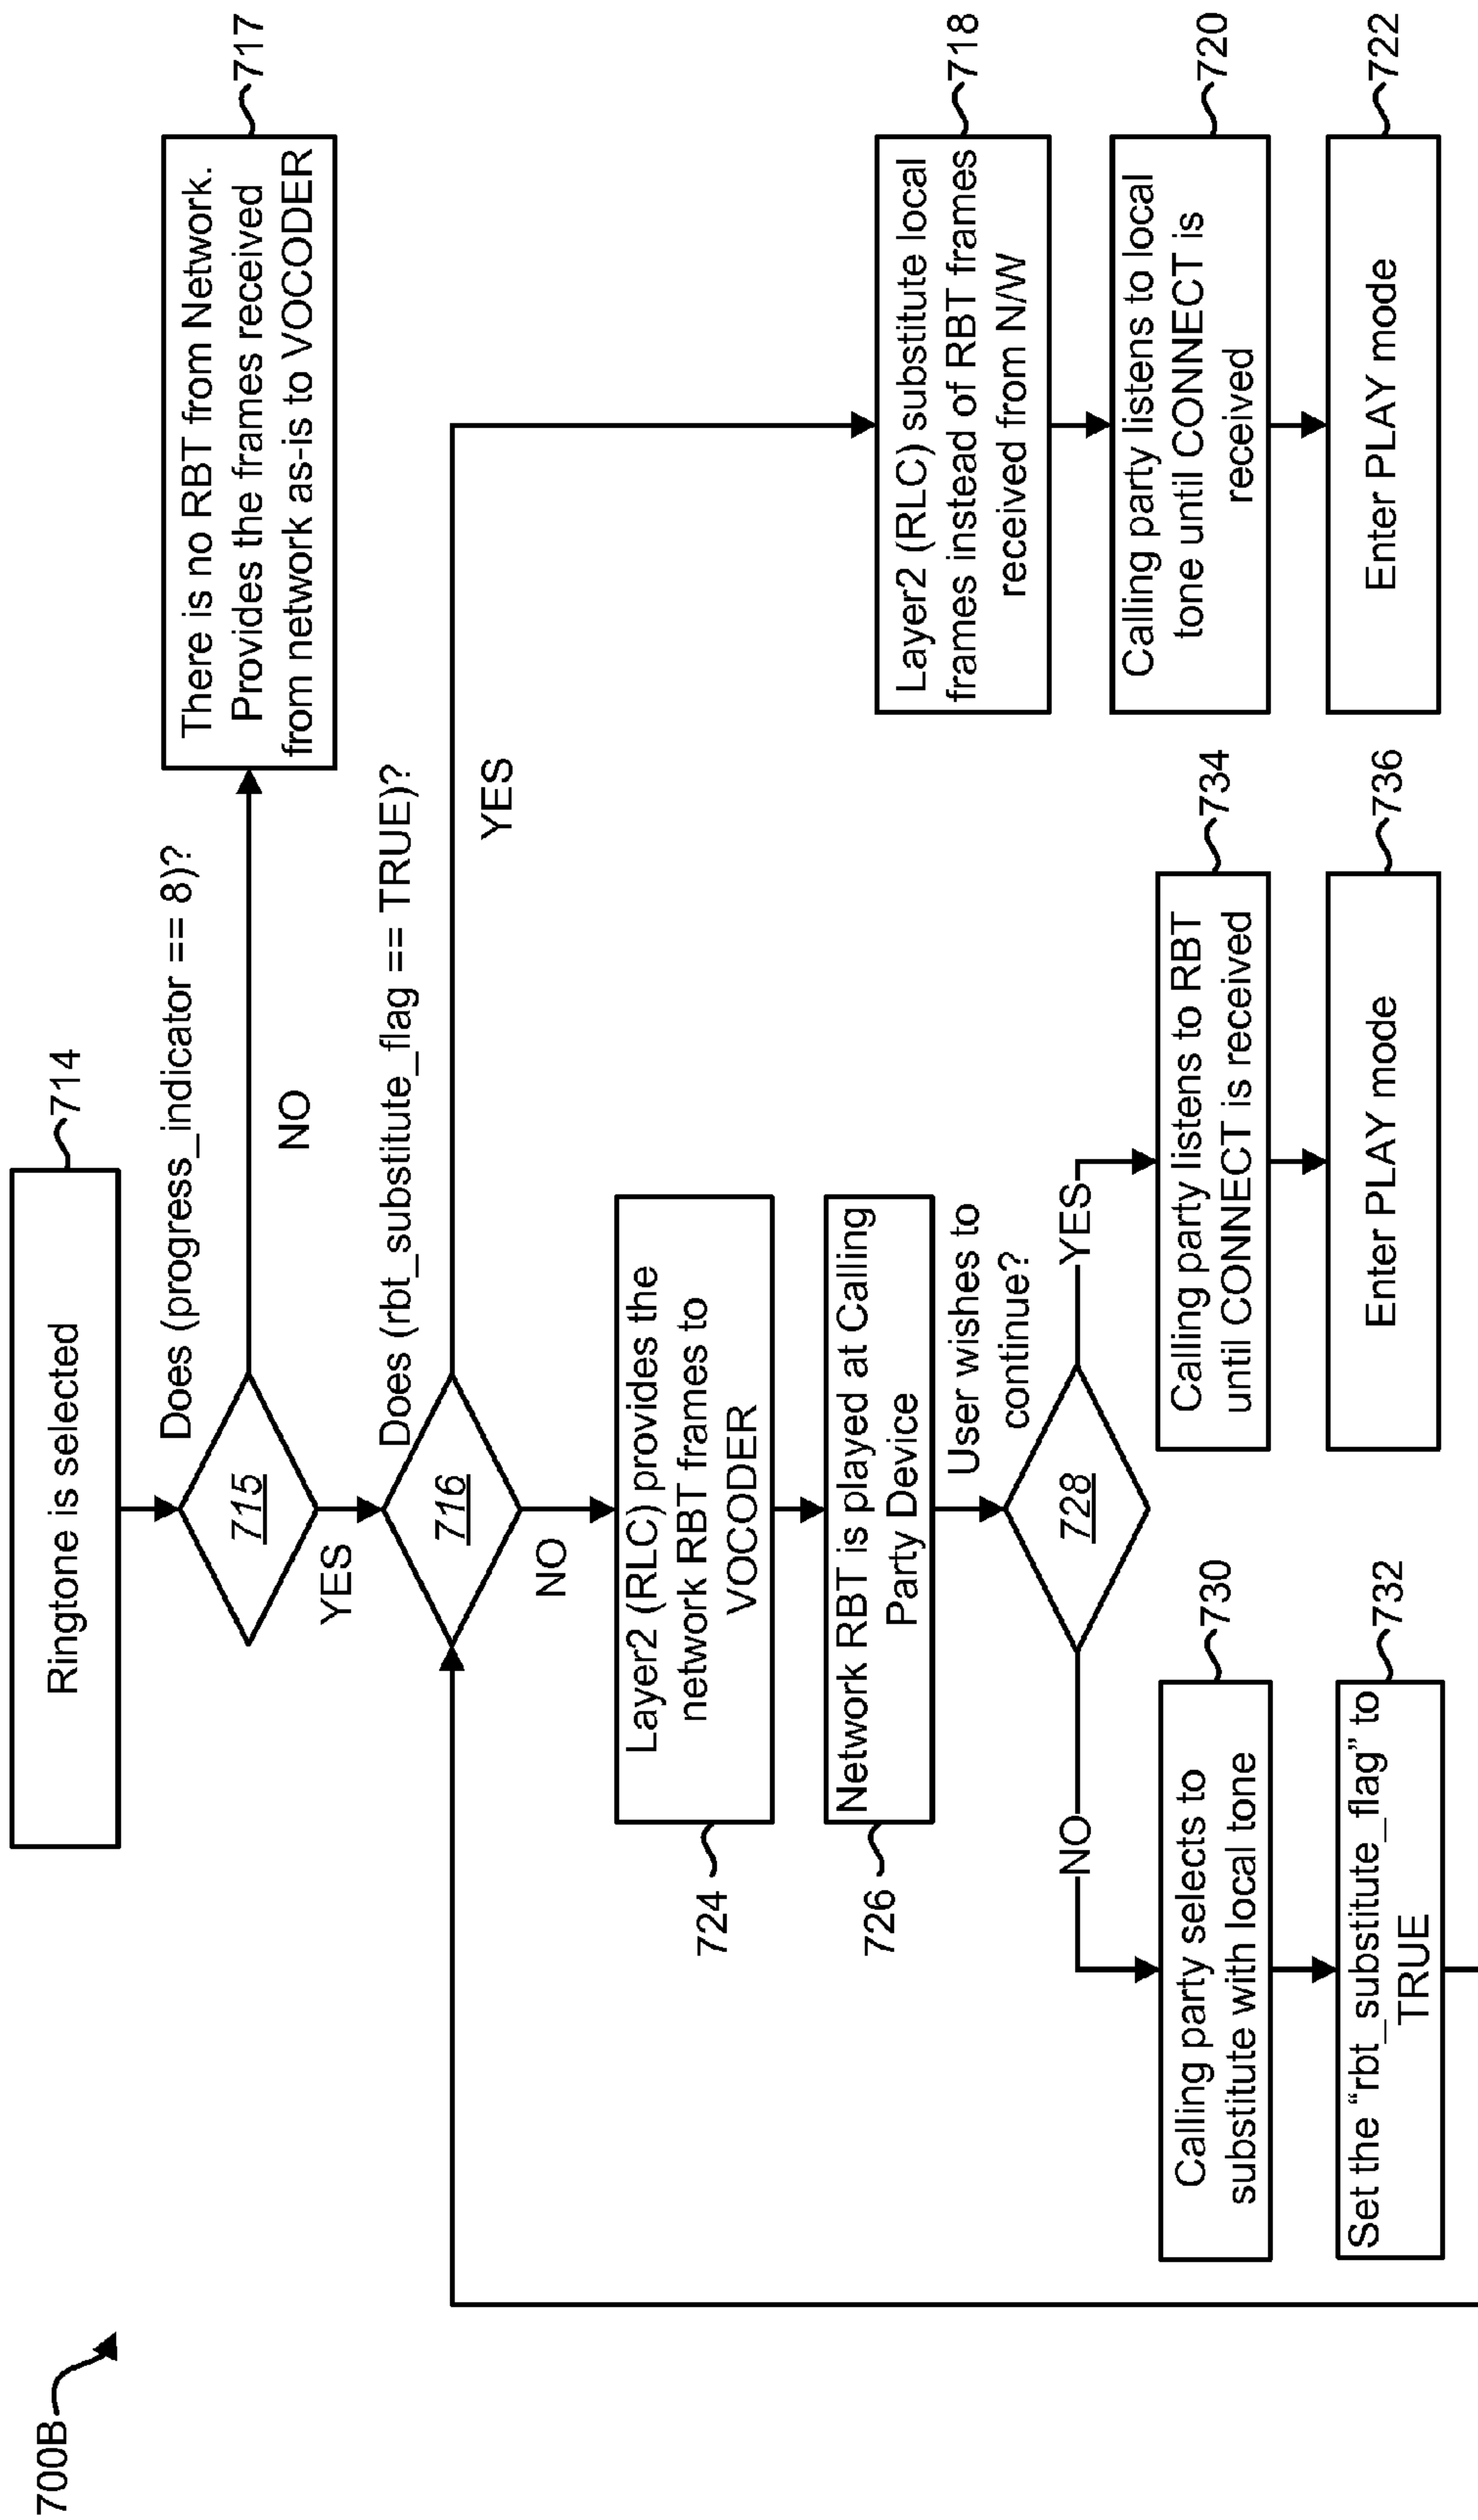 700B
Ringtone is selected
714
Does (progress_indicator == 8)?
715
NO
There is no RBT from Network.
Provides the frames received
from network as-is to VOCODER
717
YES
Does (rbt_substitute_flag == TRUE)?
716
YES
NO
Layer2 (RLC) provides the
network RBT frames to
VOCODER
724
Network RBT is played at Calling
Party Device
726
User wishes to
continue?
728
NO
YES
Calling party selects to
substitute with local tone
730
Set the “rbt_substitute_flag” to
TRUE
732
Calling party listens to RBT
until CONNECT is received
734
Enter PLAY mode
736
Layer2 (RLC) substitute local
frames instead of RBT frames
received from N/W
718
Calling party listens to local
tone until CONNECT is
received
720
Enter PLAY mode
722